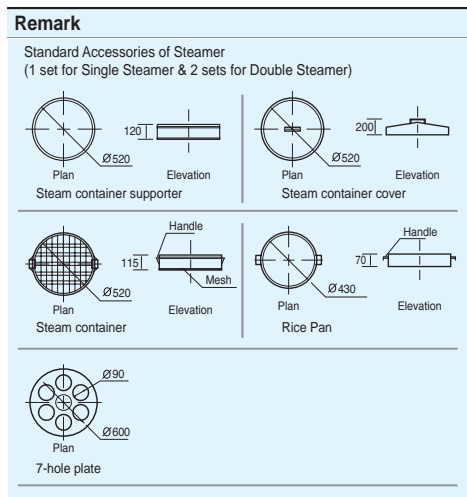 Remark
Standard Accessories of Steamer
(1 set for Single Steamer & 2 sets for Double Steamer)
120
Ø520
Plan
Elevation
Steam container supporter
200
Ø520
Plan
Elevation
Steam container cover
Handle
115
Mesh
Ø520
Plan
Elevation
Steam container
Handle
70
Ø430
Plan
Elevation
Rice Pan
Ø90
Ø600
Plan
7-hole plate